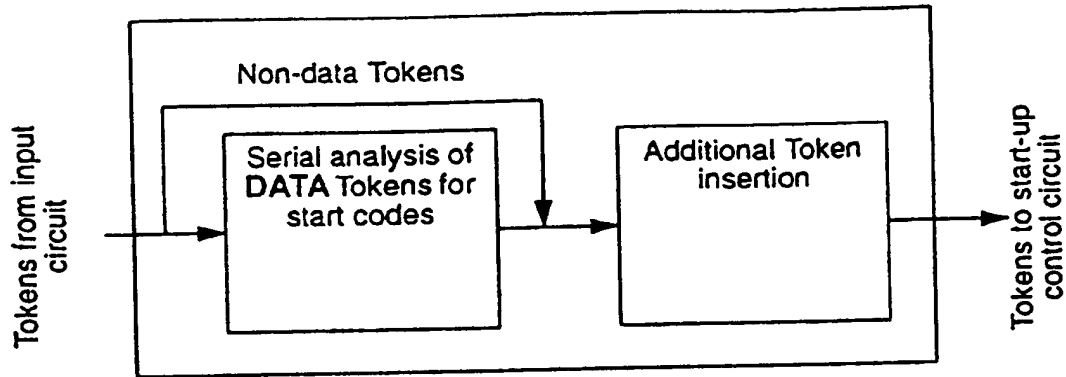 Non-data Tokens
Tokens from input
circuit
Serial analysis of
DATA Tokens for
start codes
Additional Token
insertion
Tokens to start-up
control circuit